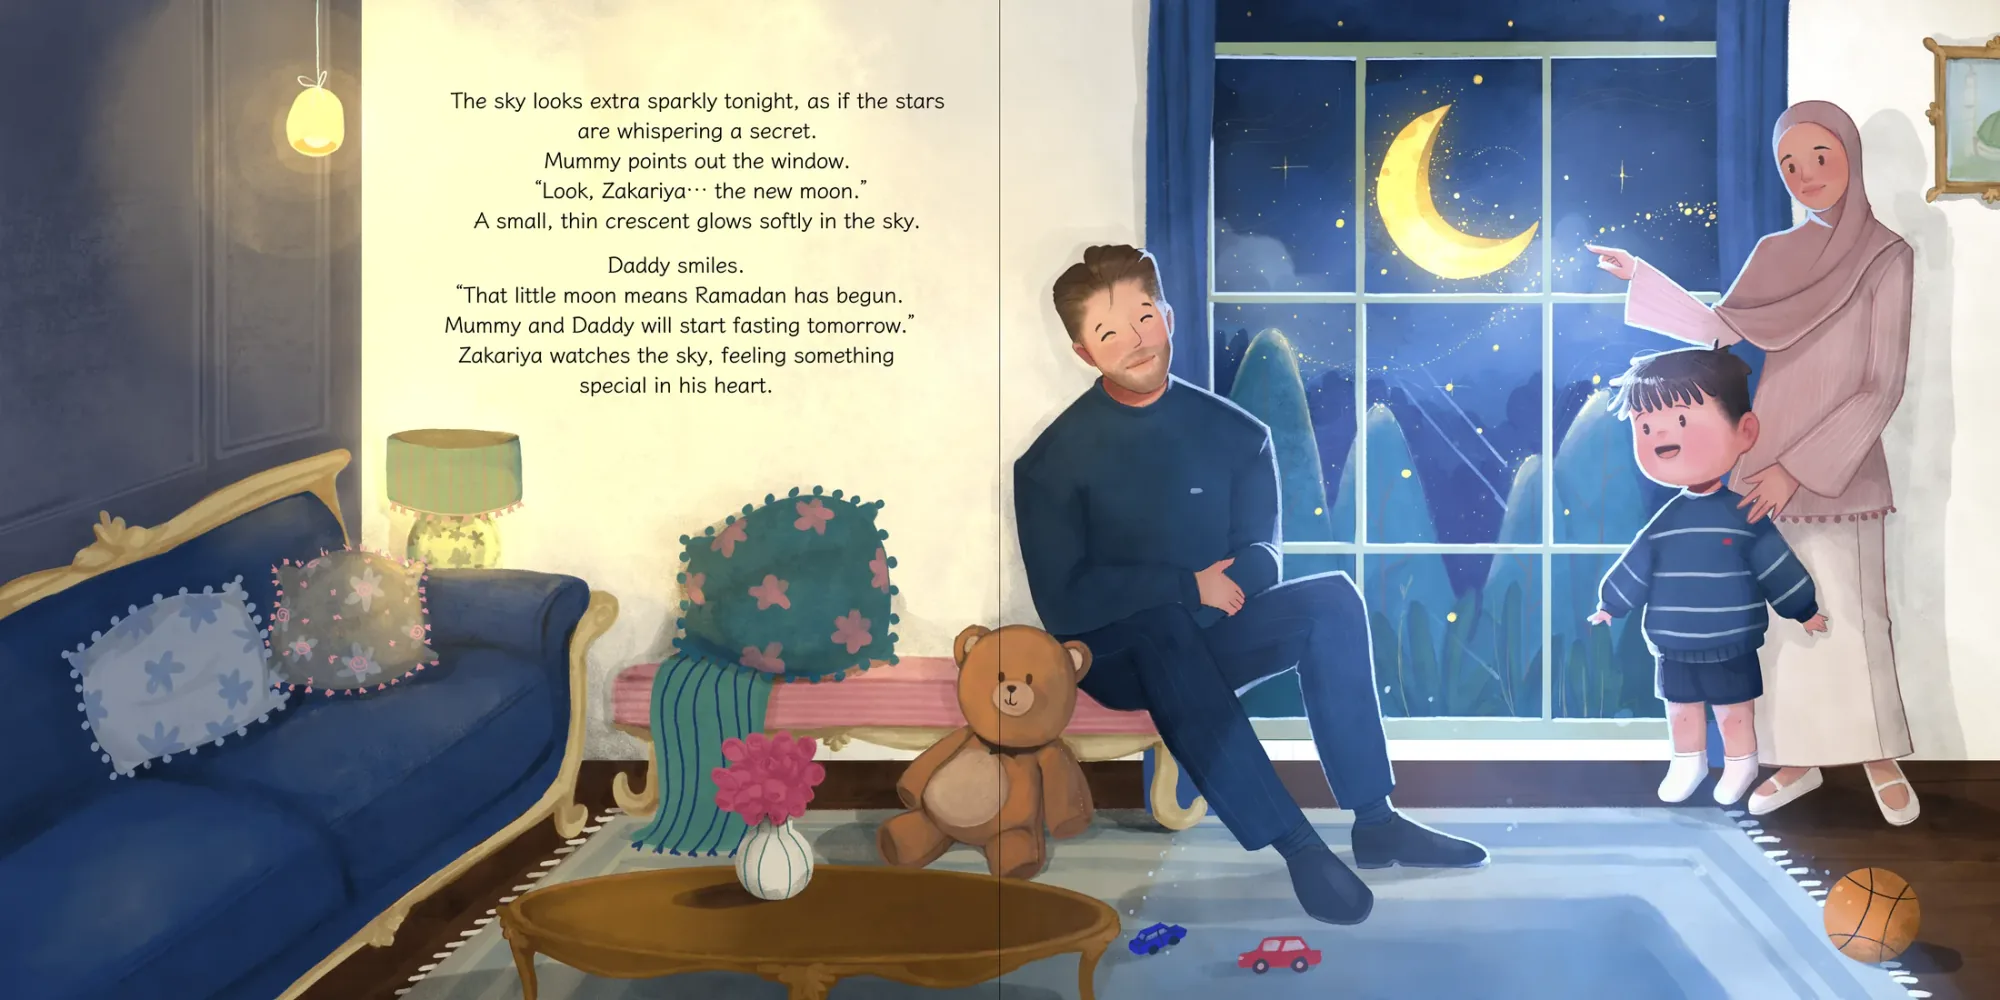 The sky looks extra sparkly tonight, as if the stars
are whispering a secret.
Mummy points out the window.
“Look, Zakariya··· the new moon.”
A small, thin crescent glows softly in the sky.
Daddy smiles.
“That little moon means Ramadan has begun.
Mummy and Daddy will start fasting tomorrow.”
Zakariya watches the sky, feeling something
special in his heart.